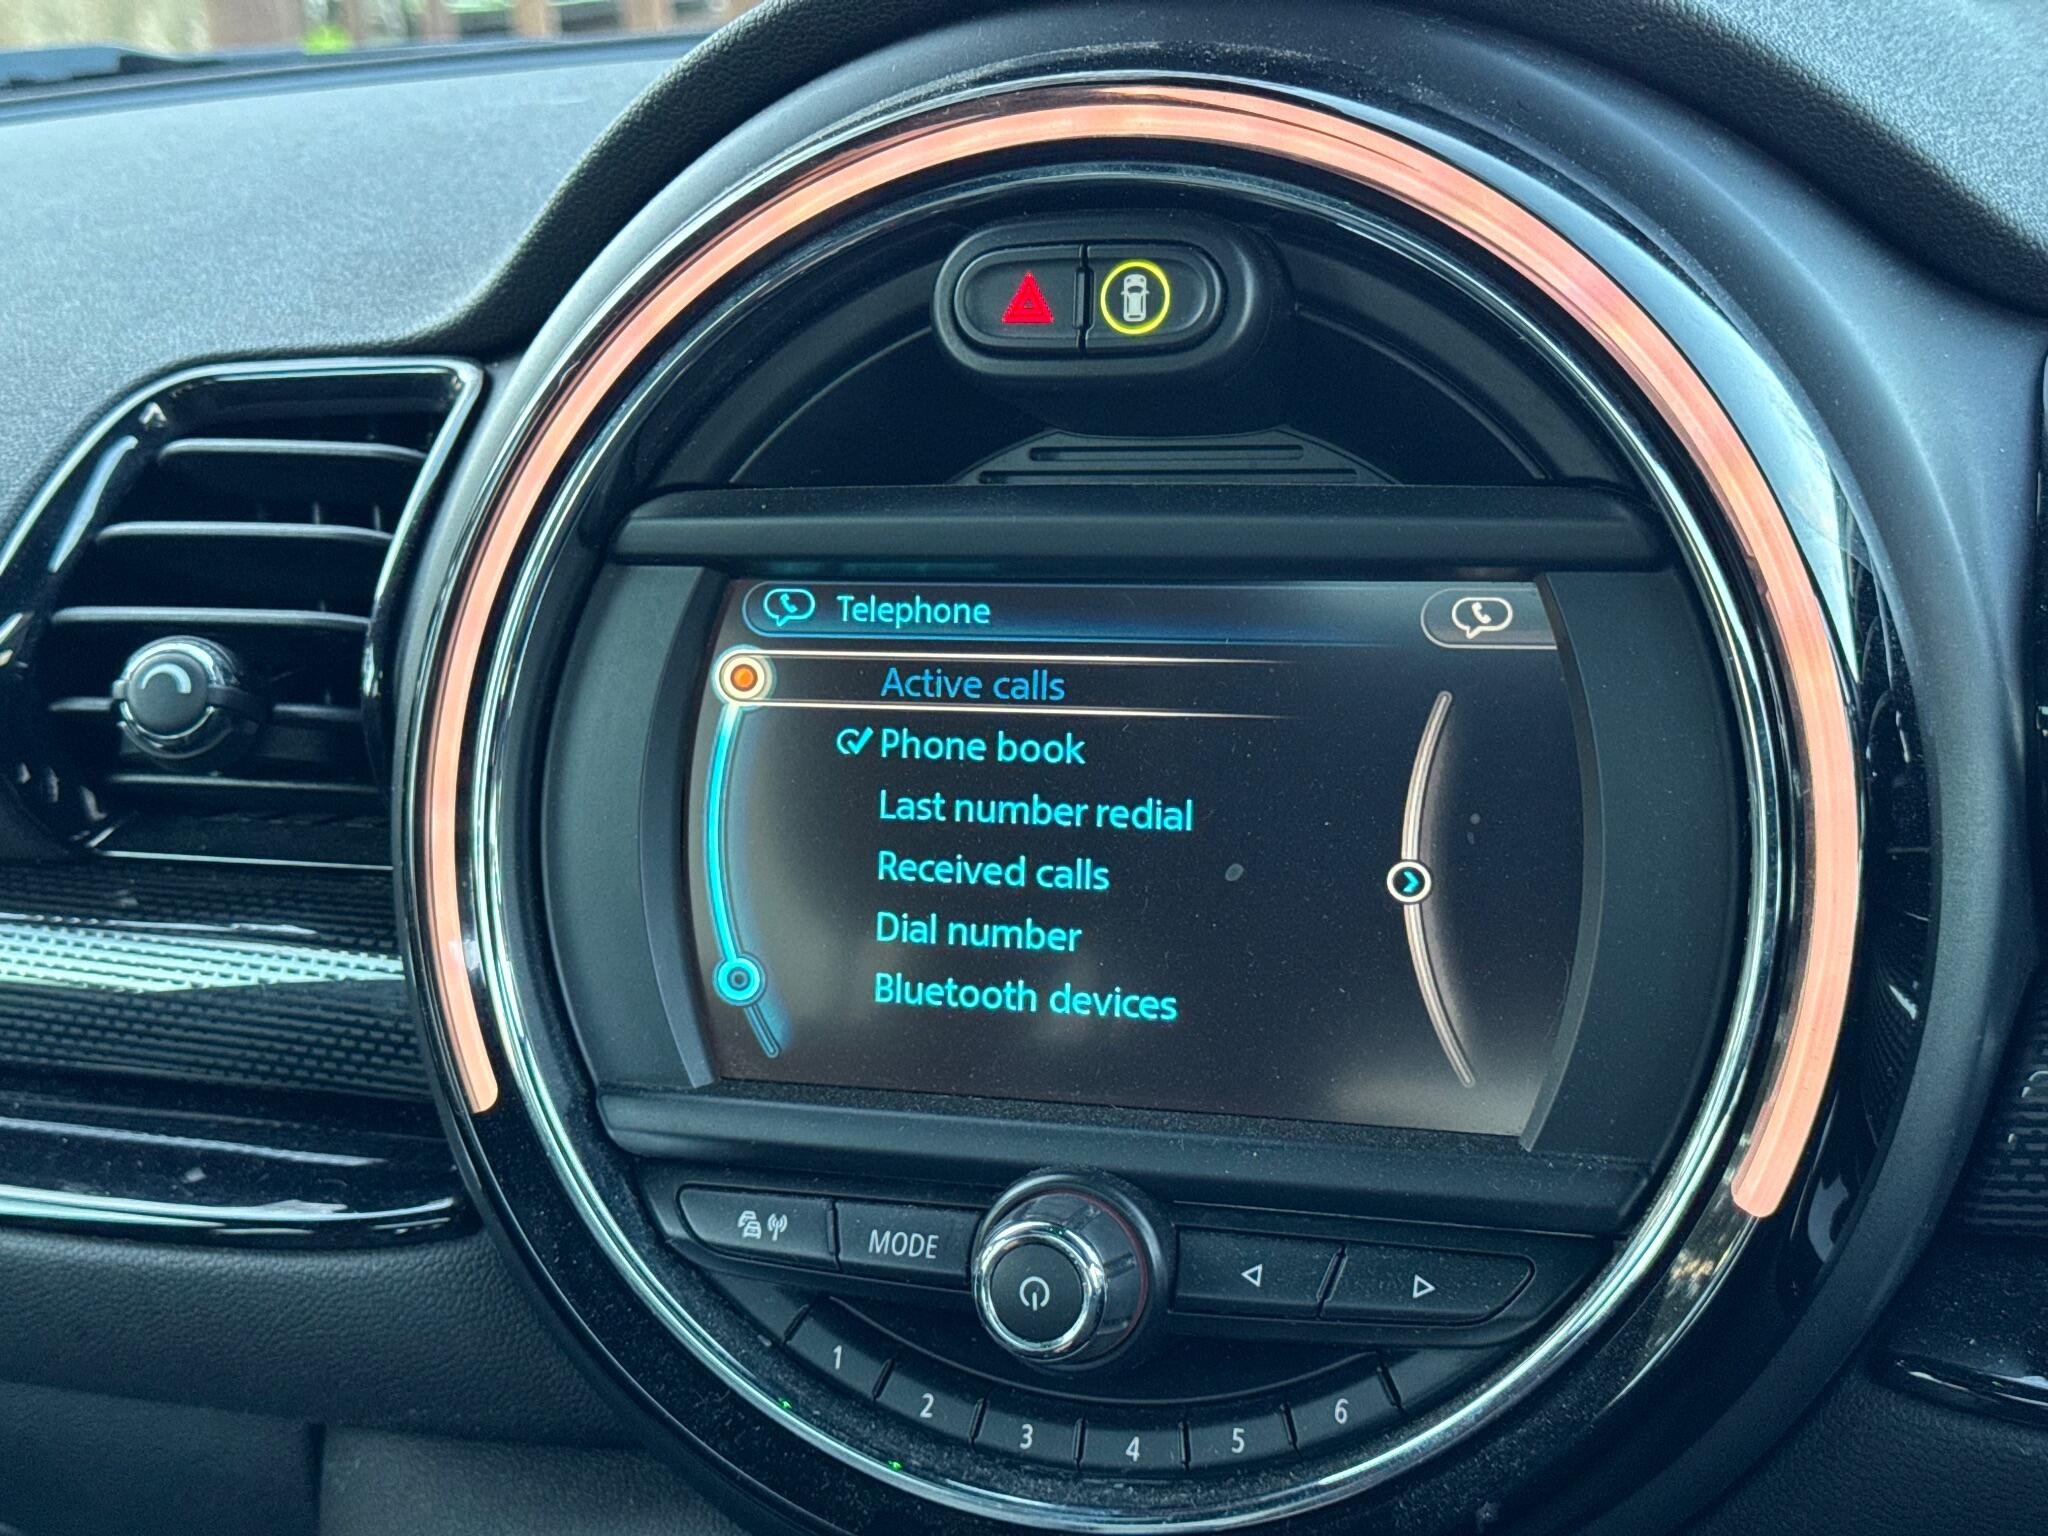 Telephone
Active calls
Phone book
Last number redial
Received calls
Dial number
Bluetooth devices
MODE
1
2
3
4
5
6